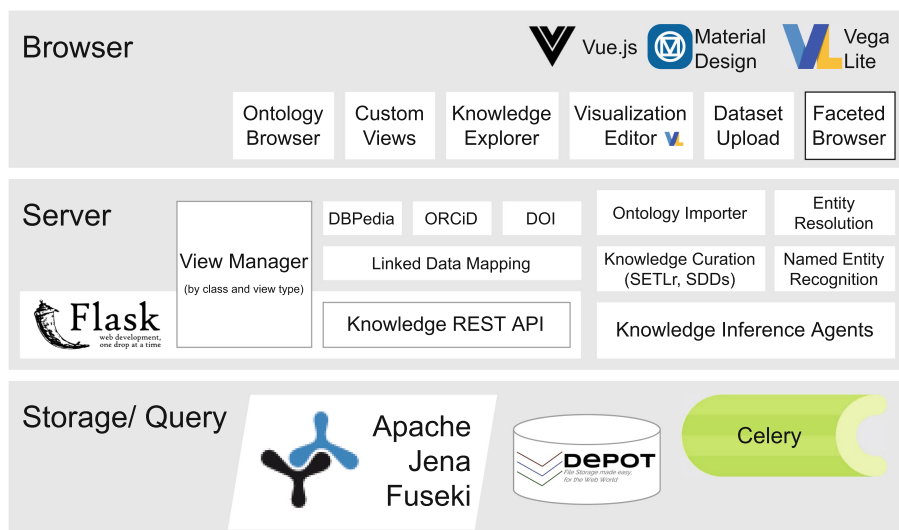 Browser
Vue.js
Material
Design
Vega
Lite
Ontology
Browser
Custom
Views
Knowledge
Explorer
Visualization
Editor
Dataset
Upload
Faceted
Browser
Server
View Manager
(by class and view type)
DBPedia
ORCiD
DOI
Linked Data Mapping
Knowledge REST API
Ontology Importer
Entity
Resolution
Knowledge Curation
(SETLr, SDDs)
Named Entity
Recognition
Knowledge Inference Agents
Flask
web development,
one drop at a time
Storage/ Query
Apache
Jena
Fuseki
DEPOT
File Storage made easy,
for the Web World
Celery